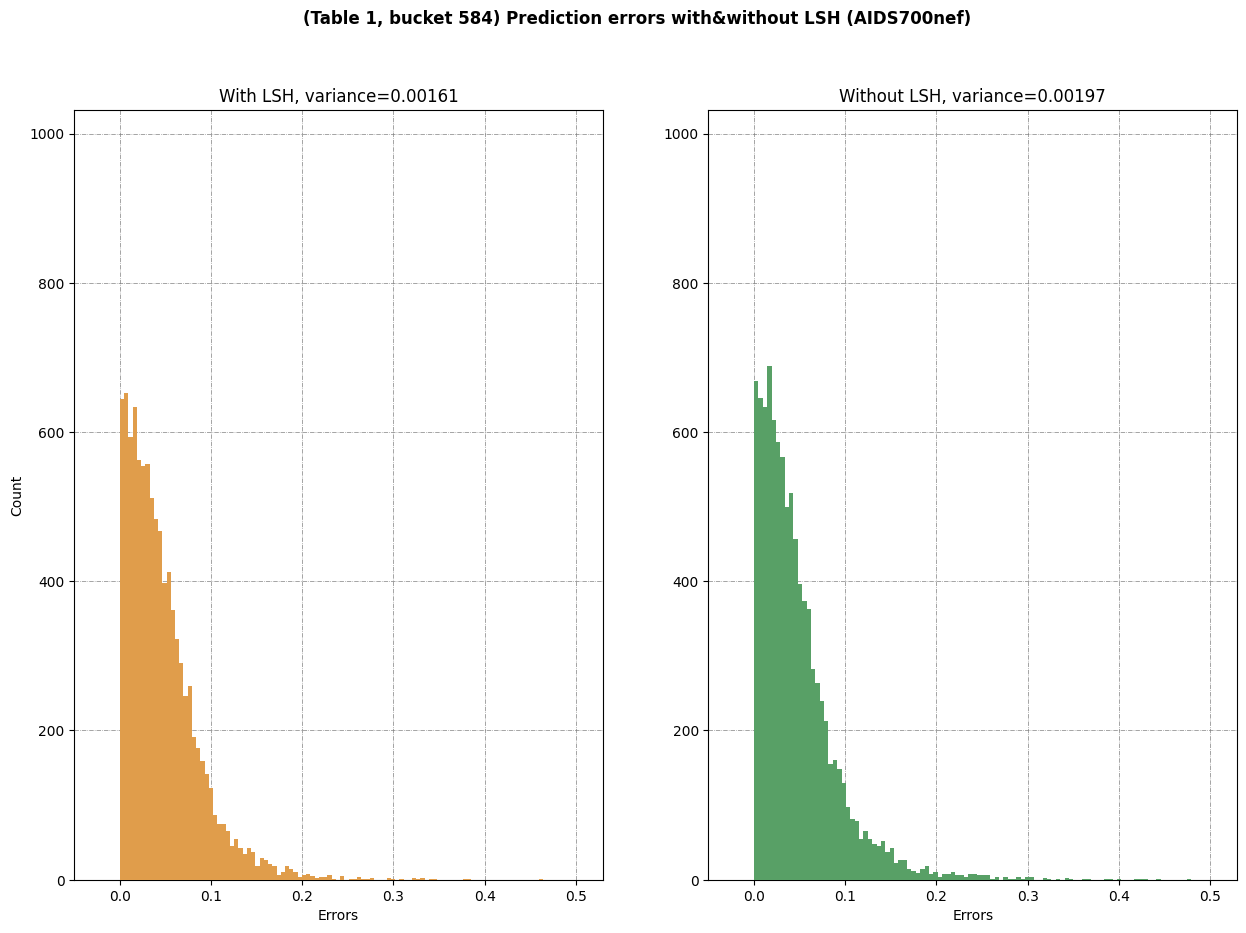 (Table 1, bucket 584) Prediction errors with&without LSH (AIDS700nef)
With LSH, variance=0.00161
1000
800
600
400
200
0
Count
0.0 0.1 0.2 0.3 0.4 0.5
Errors
Without LSH, variance=0.00197
1000
800
600
400
200
0
0.0 0.1 0.2 0.3 0.4 0.5
Errors